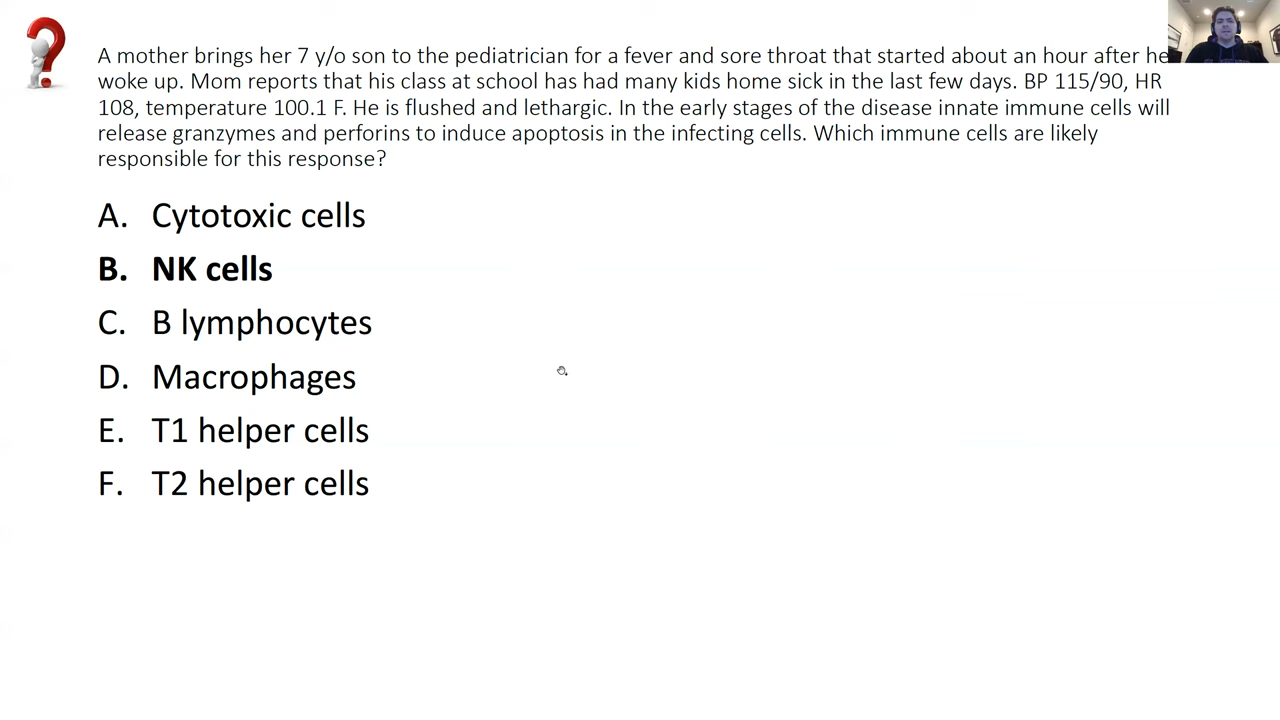 A mother brings her 7 y/o son to the pediatrician for a fever and sore throat that started about an hour after he
woke up. Mom reports that his class at school has had many kids home sick in the last few days. BP 115/90, HR
108, temperature 100.1 F. He is flushed and lethargic. In the early stages of the disease innate immune cells will
release granzymes and perforins to induce apoptosis in the infecting cells. Which immune cells are likely
responsible for this response?
A. Cytotoxic cells
B. NK cells
C. B lymphocytes
D. Macrophages
E. T1 helper cells
F. T2 helper cells